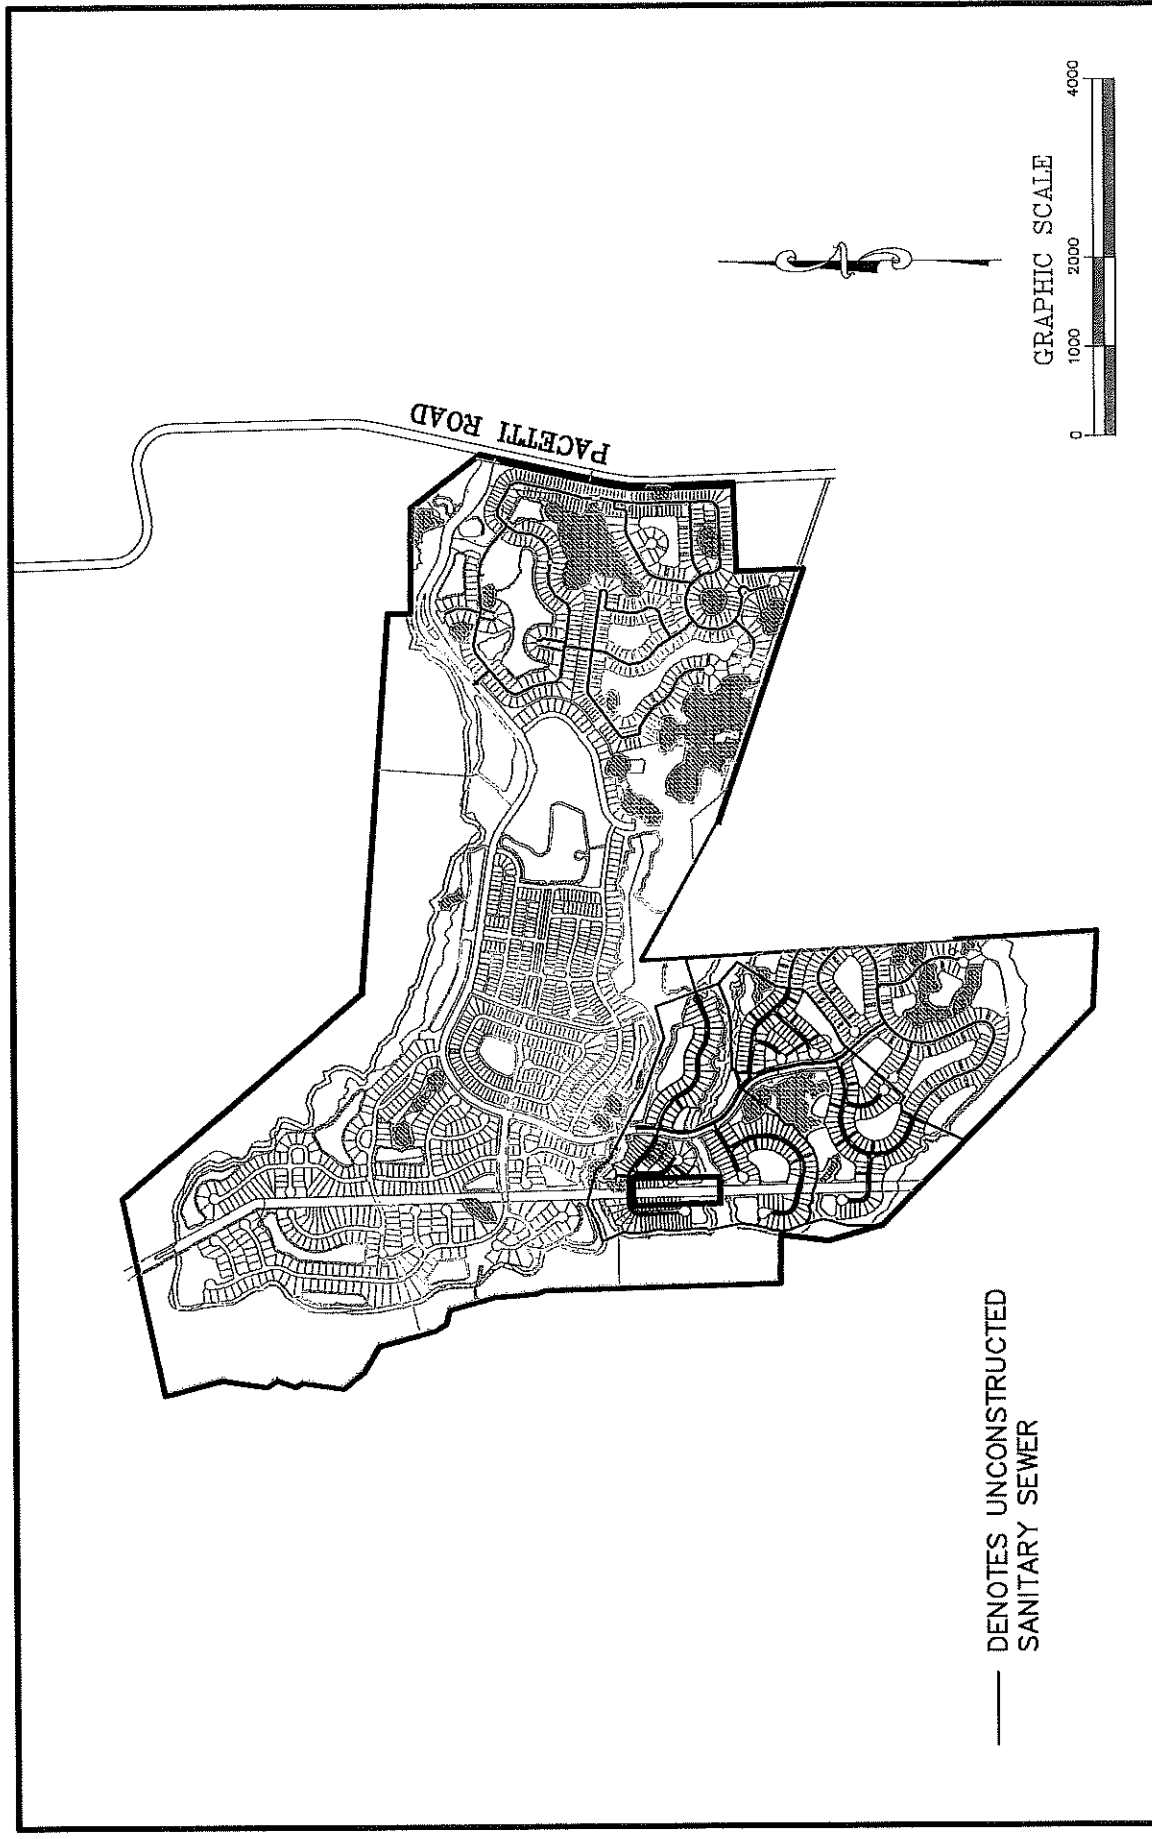 PACETTI ROAD
GRAPHIC SCALE
0 1000 2000 4000
N
DENOTES UNCONSTRUCTED
SANITARY SEWER